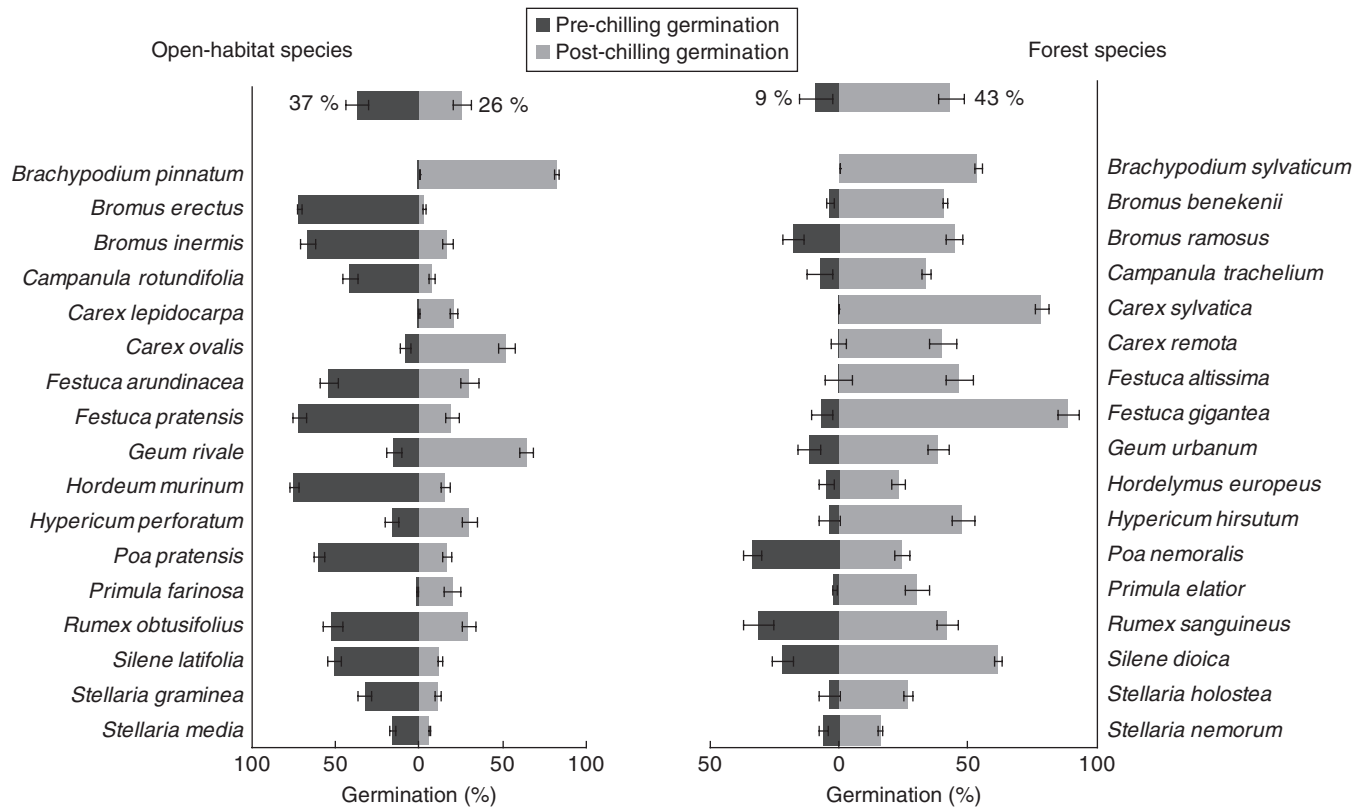 Pre-chilling germination
Post-chilling germination
Open-habitat species
Forest species
37 %
26 %
9 %
43 %
Brachypodium pinnatum
Bromus erectus
Bromus inermis
Campanula rotundifolia
Carex lepidocarpa
Carex ovalis
Festuca arundinacea
Festuca pratensis
Geum rivale
Hordeum murinum
Hypericum perforatum
Poa pratensis
Primula farinosa
Rumex obtusifolius
Silene latifolia
Stellaria graminea
Stellaria media
100 50 0 50 100
Germination (%)
Brachypodium sylvaticum
Bromus benekenii
Bromus ramosus
Campanula trachelium
Carex sylvatica
Carex remota
Festuca altissima
Festuca gigantea
Geum urbanum
Hordelymus europeus
Hypericum hirsutum
Poa nemoralis
Primula elatior
Rumex sanguineus
Silene dioica
Stellaria holostea
Stellaria nemorum
50 0 50 100
Germination (%)